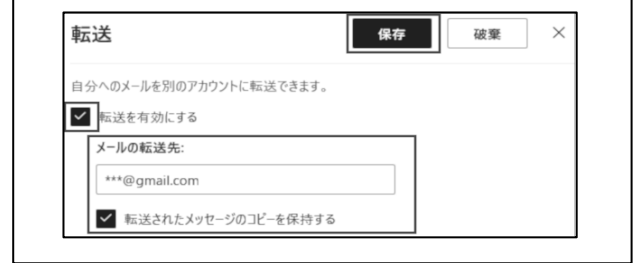 転送 保存 破棄
自分へのメールを別のアカウントに転送できます。
転送を有効にする
メールの転送先:
***@gmail.com
転送されたメッセージのコピーを保持する